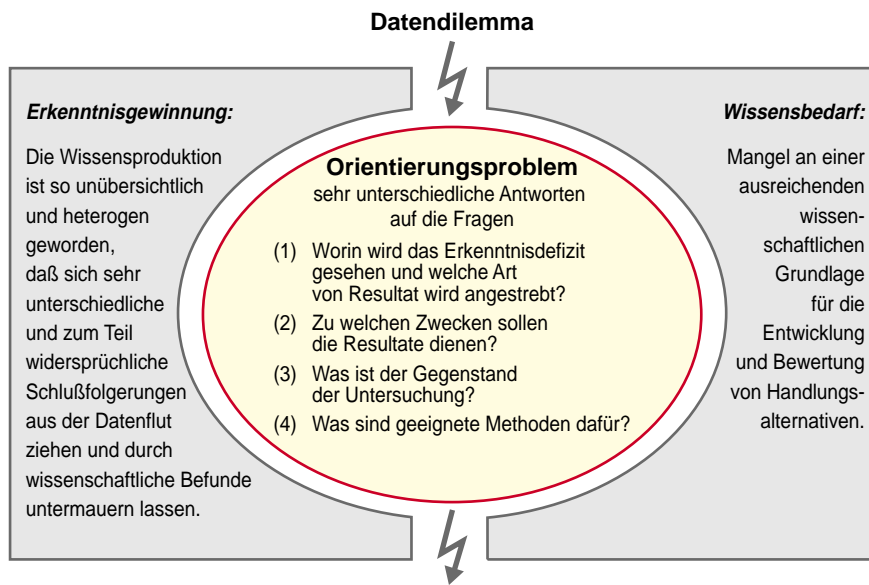 Datendilemma
Erkenntnisgewinnung:
Die Wissensproduktion
ist so unübersichtlich
und heterogen
geworden,
daß sich sehr
unterschiedliche
und zum Teil
widersprüchliche
Schlußfolgerungen
aus der Datenflut
ziehen und durch
wissenschaftliche Befunde
untermauern lassen.
Orientierungsproblem
sehr unterschiedliche Antworten
auf die Fragen
(1) Worin wird das Erkenntnisdefizit
gesehen und welche Art
von Resultat wird angestrebt?
(2) Zu welchen Zwecken sollen
die Resultate dienen?
(3) Was ist der Gegenstand
der Untersuchung?
(4) Was sind geeignete Methoden dafür?
Wissensbedarf:
Mangel an einer
ausreichenden
wissen-
schaftlichen
Grundlage
für die
Entwicklung
und Bewertung
von Handlungs-
alternativen.